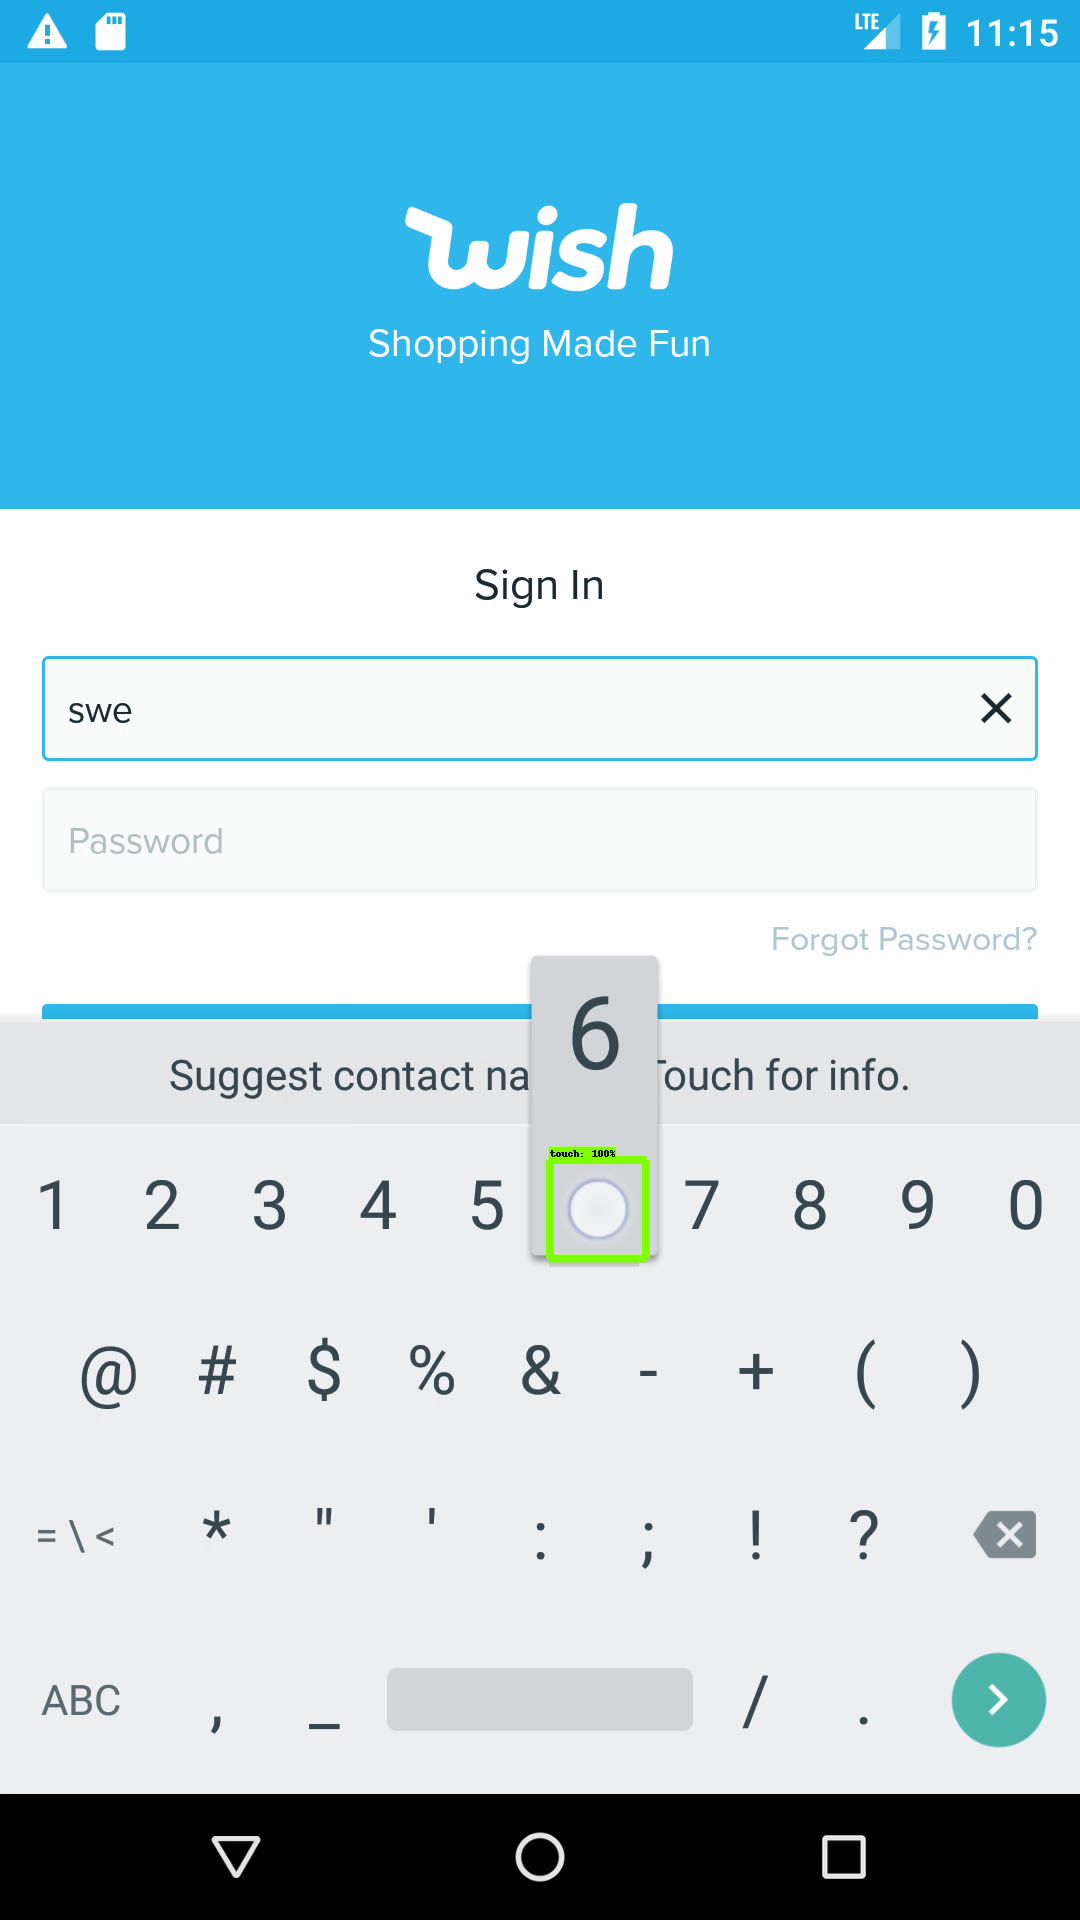 LTE 11:15
wish
Shopping Made Fun
Sign In
swe
Password
Forgot Password?
6
Suggest contact na Touch for info.
touch: 100%
1 2 3 4 5 7 8 9 0
@ # $ % & - + ( )
= \ < * " ' : ; ! ?
ABC , _ / .